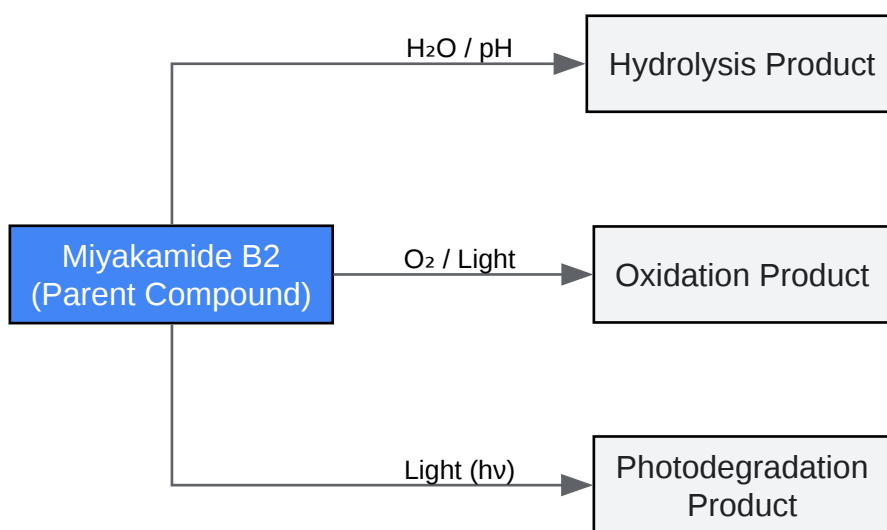 H₂O / pH
Hydrolysis Product
Miyakamide B2
(Parent Compound)
O₂ / Light
Oxidation Product
Light (hν)
Photodegradation
Product